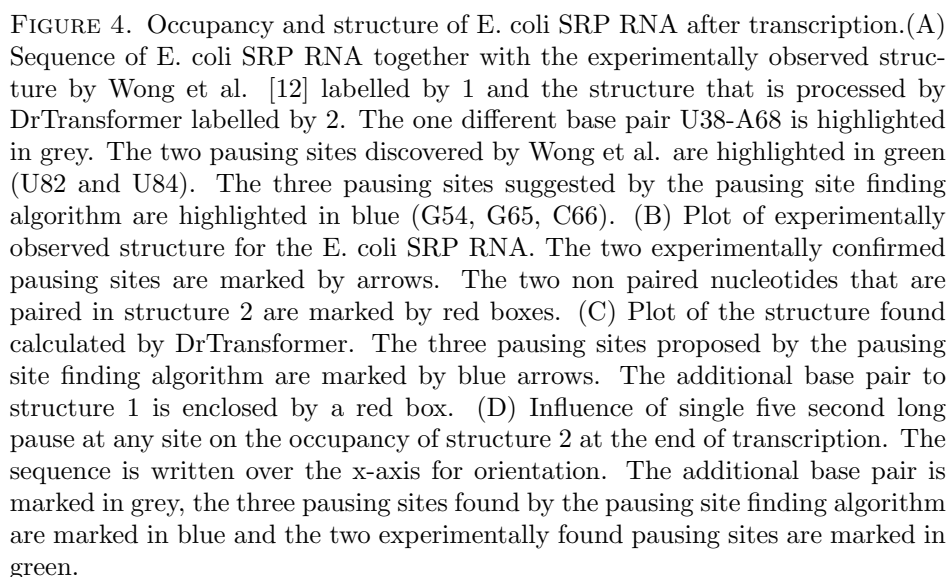 FIGURE 4. Occupancy and structure of E. coli SRP RNA after transcription.(A)
Sequence of E. coli SRP RNA together with the experimentally observed struc-
ture by Wong et al. [12] labelled by 1 and the structure that is processed by
DrTransformer labelled by 2. The one different base pair U38-A68 is highlighted
in grey. The two pausing sites discovered by Wong et al. are highlighted in green
(U82 and U84). The three pausing sites suggested by the pausing site finding
algorithm are highlighted in blue (G54, G65, C66). (B) Plot of experimentally
observed structure for the E. coli SRP RNA. The two experimentally confirmed
pausing sites are marked by arrows. The two non paired nucleotides that are
paired in structure 2 are marked by red boxes. (C) Plot of the structure found
calculated by DrTransformer. The three pausing sites proposed by the pausing
site finding algorithm are marked by blue arrows. The additional base pair to
structure 1 is enclosed by a red box. (D) Influence of single five second long
pause at any site on the occupancy of structure 2 at the end of transcription. The
sequence is written over the x-axis for orientation. The additional base pair is
marked in grey, the three pausing sites found by the pausing site finding algorithm
are marked in blue and the two experimentally found pausing sites are marked in
green.